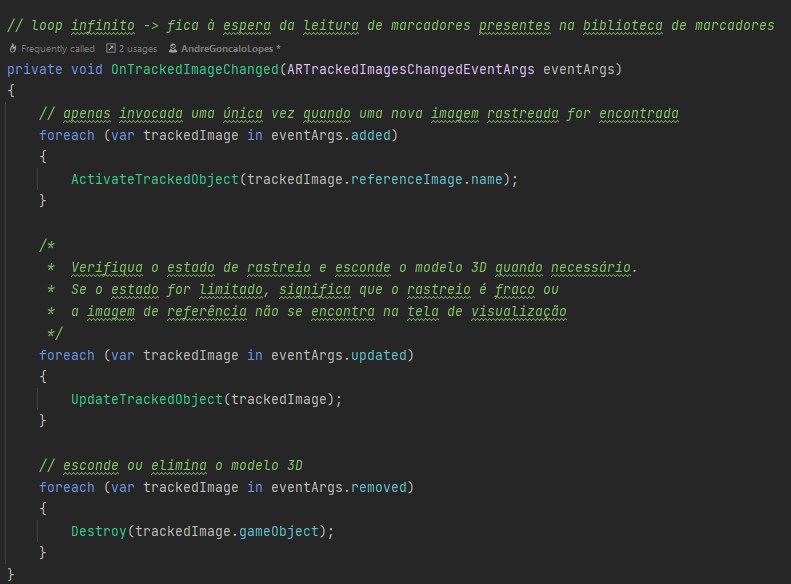 // loop infinito -> fica à espera da leitura de marcadores presentes na biblioteca de marcadores
Frequently called 2 usages AndreGoncaloLopes *
private void OnTrackedImageChanged(ARTrackedImagesChangedEventArgs eventArgs)
{
// apenas invocada uma única vez quando uma nova imagem rastreada for encontrada
foreach (var trackedImage in eventArgs.added)
{
ActivateTrackedObject(trackedImage.referenceImage.name);
}
/*
* Verifiqua o estado de rastreio e esconde o modelo 3D quando necessário.
* Se o estado for limitado, significa que o rastreio é fraco ou
* a imagem de referência não se encontra na tela de visualização
*/
foreach (var trackedImage in eventArgs.updated)
{
UpdateTrackedObject(trackedImage);
}
// esconde ou elimina o modelo 3D
foreach (var trackedImage in eventArgs.removed)
{
Destroy(trackedImage.gameObject);
}
}